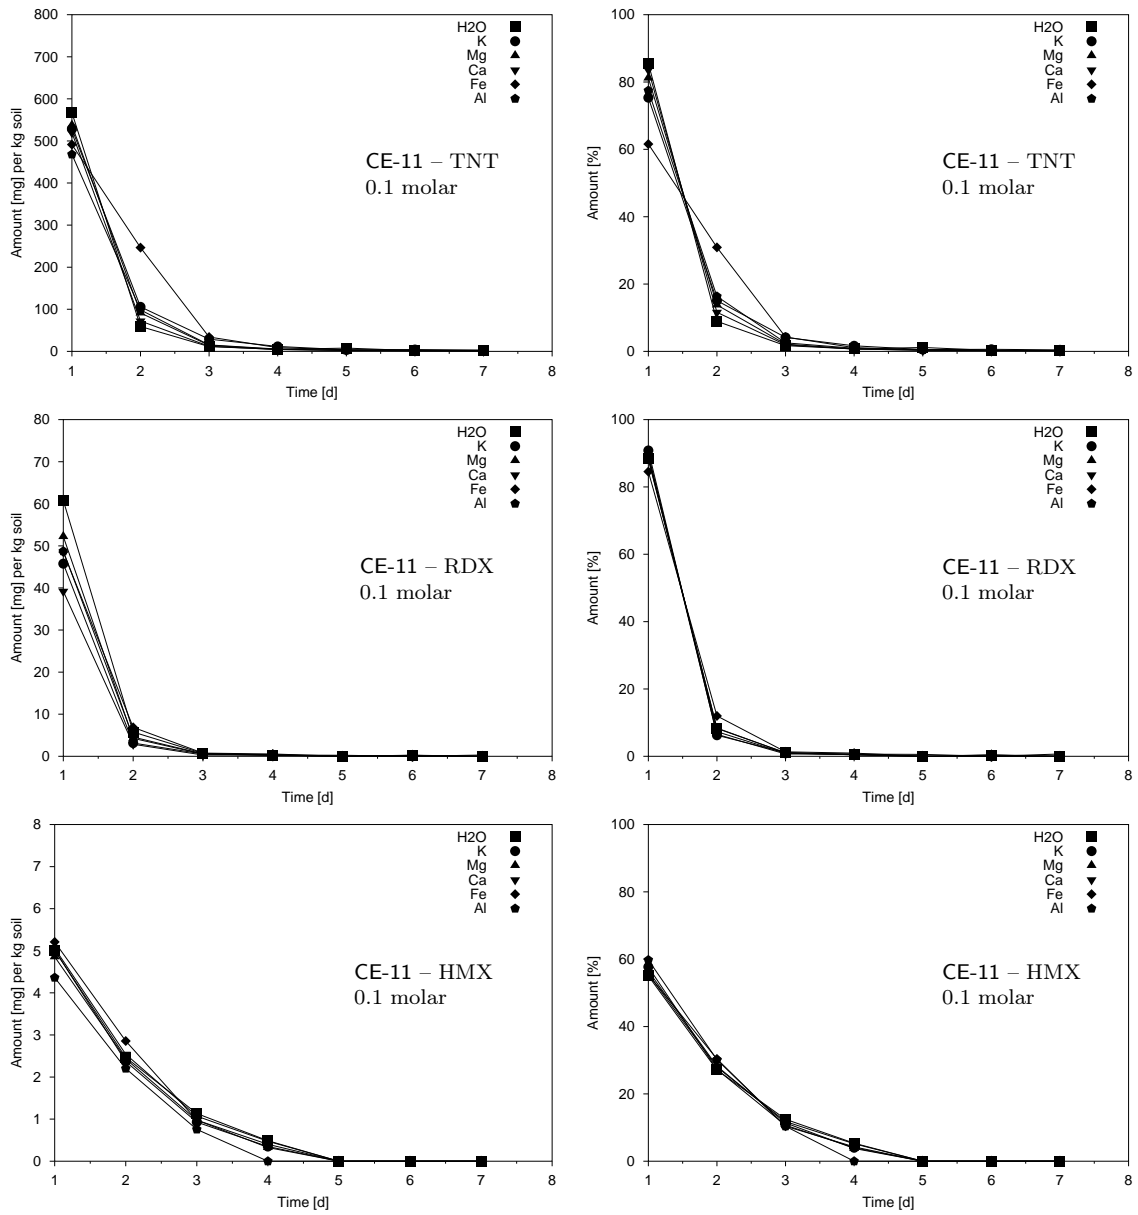 800
700
600
500
400
300
200
100
0
1 2 3 4 5 6 7 8
Amount [mg] per kg soil
Time [d]
H2O
K
Mg
Ca
Fe
Al
CE-11 – TNT
0.1 molar
100
80
60
40
20
0
1 2 3 4 5 6 7 8
Amount [%]
Time [d]
H2O
K
Mg
Ca
Fe
Al
CE-11 – TNT
0.1 molar
80
70
60
50
40
30
20
10
0
1 2 3 4 5 6 7 8
Amount [mg] per kg soil
Time [d]
H2O
K
Mg
Ca
Fe
Al
CE-11 – RDX
0.1 molar
100
80
60
40
20
0
1 2 3 4 5 6 7 8
Amount [%]
Time [d]
H2O
K
Mg
Ca
Fe
Al
CE-11 – RDX
0.1 molar
8
7
6
5
4
3
2
1
0
1 2 3 4 5 6 7 8
Amount [mg] per kg soil
Time [d]
H2O
K
Mg
Ca
Fe
Al
CE-11 – HMX
0.1 molar
100
80
60
40
20
0
1 2 3 4 5 6 7 8
Amount [%]
Time [d]
H2O
K
Mg
Ca
Fe
Al
CE-11 – HMX
0.1 molar